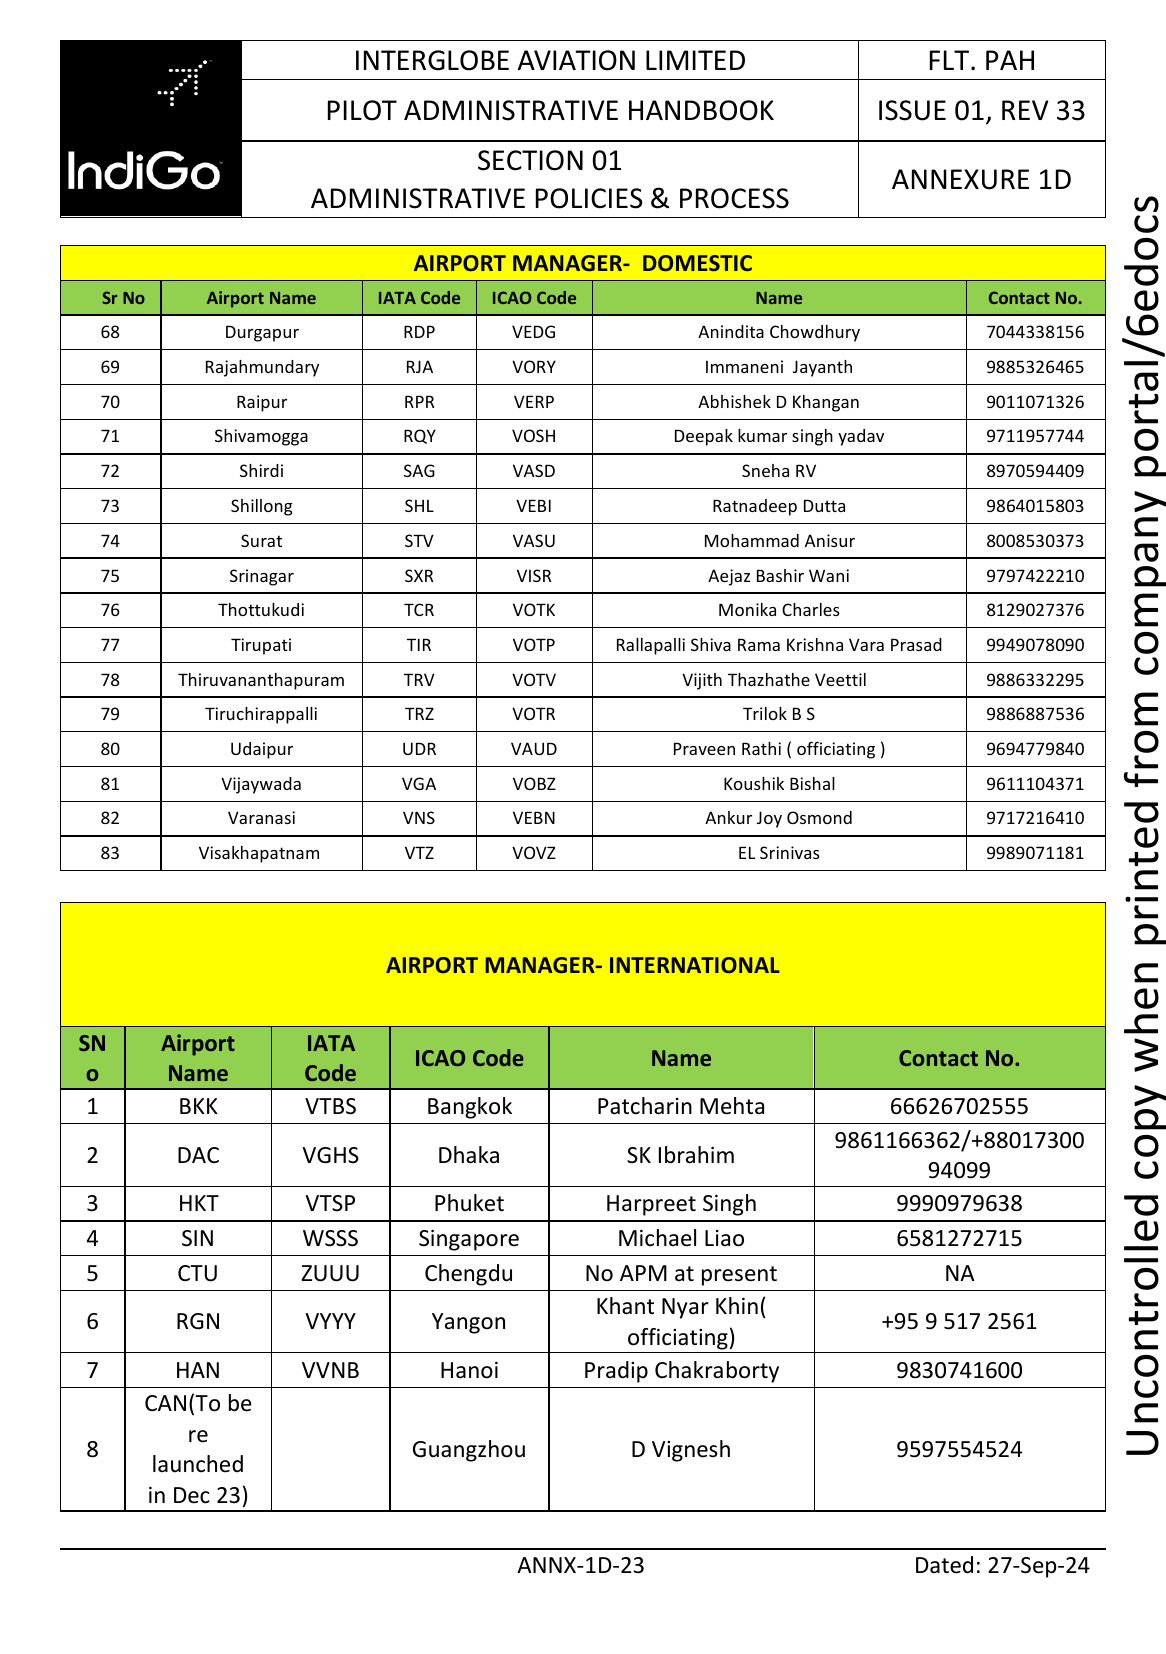 IndiGo
INTERGLOBE AVIATION LIMITED FLT. PAH
PILOT ADMINISTRATIVE HANDBOOK ISSUE 01, REV 33
SECTION 01
ADMINISTRATIVE POLICIES & PROCESS ANNEXURE 1D
AIRPORT MANAGER- DOMESTIC
Sr No Airport Name IATA Code ICAO Code Name Contact No.
68 Durgapur RDP VEDG Anindita Chowdhury 7044338156
69 Rajahmundary RJA VORY Immaneni Jayanth 9885326465
70 Raipur RPR VERP Abhishek D Khangan 9011071326
71 Shivamogga RQY VOSH Deepak kumar singh yadav 9711957744
72 Shirdi SAG VASD Sneha RV 8970594409
73 Shillong SHL VEBI Ratnadeep Dutta 9864015803
74 Surat STV VASU Mohammad Anisur 8008530373
75 Srinagar SXR VISR Aejaz Bashir Wani 9797422210
76 Thottukudi TCR VOTK Monika Charles 8129027376
77 Tirupati TIR VOTP Rallapalli Shiva Rama Krishna Vara Prasad 9949078090
78 Thiruvananthapuram TRV VOTV Vijith Thazhathe Veettil 9886332295
79 Tiruchirappalli TRZ VOTR Trilok B S 9886887536
80 Udaipur UDR VAUD Praveen Rathi ( officiating ) 9694779840
81 Vijaywada VGA VOBZ Koushik Bishal 9611104371
82 Varanasi VNS VEBN Ankur Joy Osmond 9717216410
83 Visakhapatnam VTZ VOVZ EL Srinivas 9989071181
AIRPORT MANAGER- INTERNATIONAL
SN
o Airport
Name IATA
Code ICAO Code Name Contact No.
1 BKK VTBS Bangkok Patcharin Mehta 66626702555
2 DAC VGHS Dhaka SK Ibrahim 9861166362/+88017300
94099
3 HKT VTSP Phuket Harpreet Singh 9990979638
4 SIN WSSS Singapore Michael Liao 6581272715
5 CTU ZUUU Chengdu No APM at present NA
6 RGN VYYY Yangon Khant Nyar Khin(
officiating) +95 9 517 2561
7 HAN VVNB Hanoi Pradip Chakraborty 9830741600
8 CAN(To be
re
launched
in Dec 23) Guangzhou D Vignesh 9597554524
ANNX-1D-23 Dated: 27-Sep-24
Uncontrolled copy when printed from company portal/6edocs